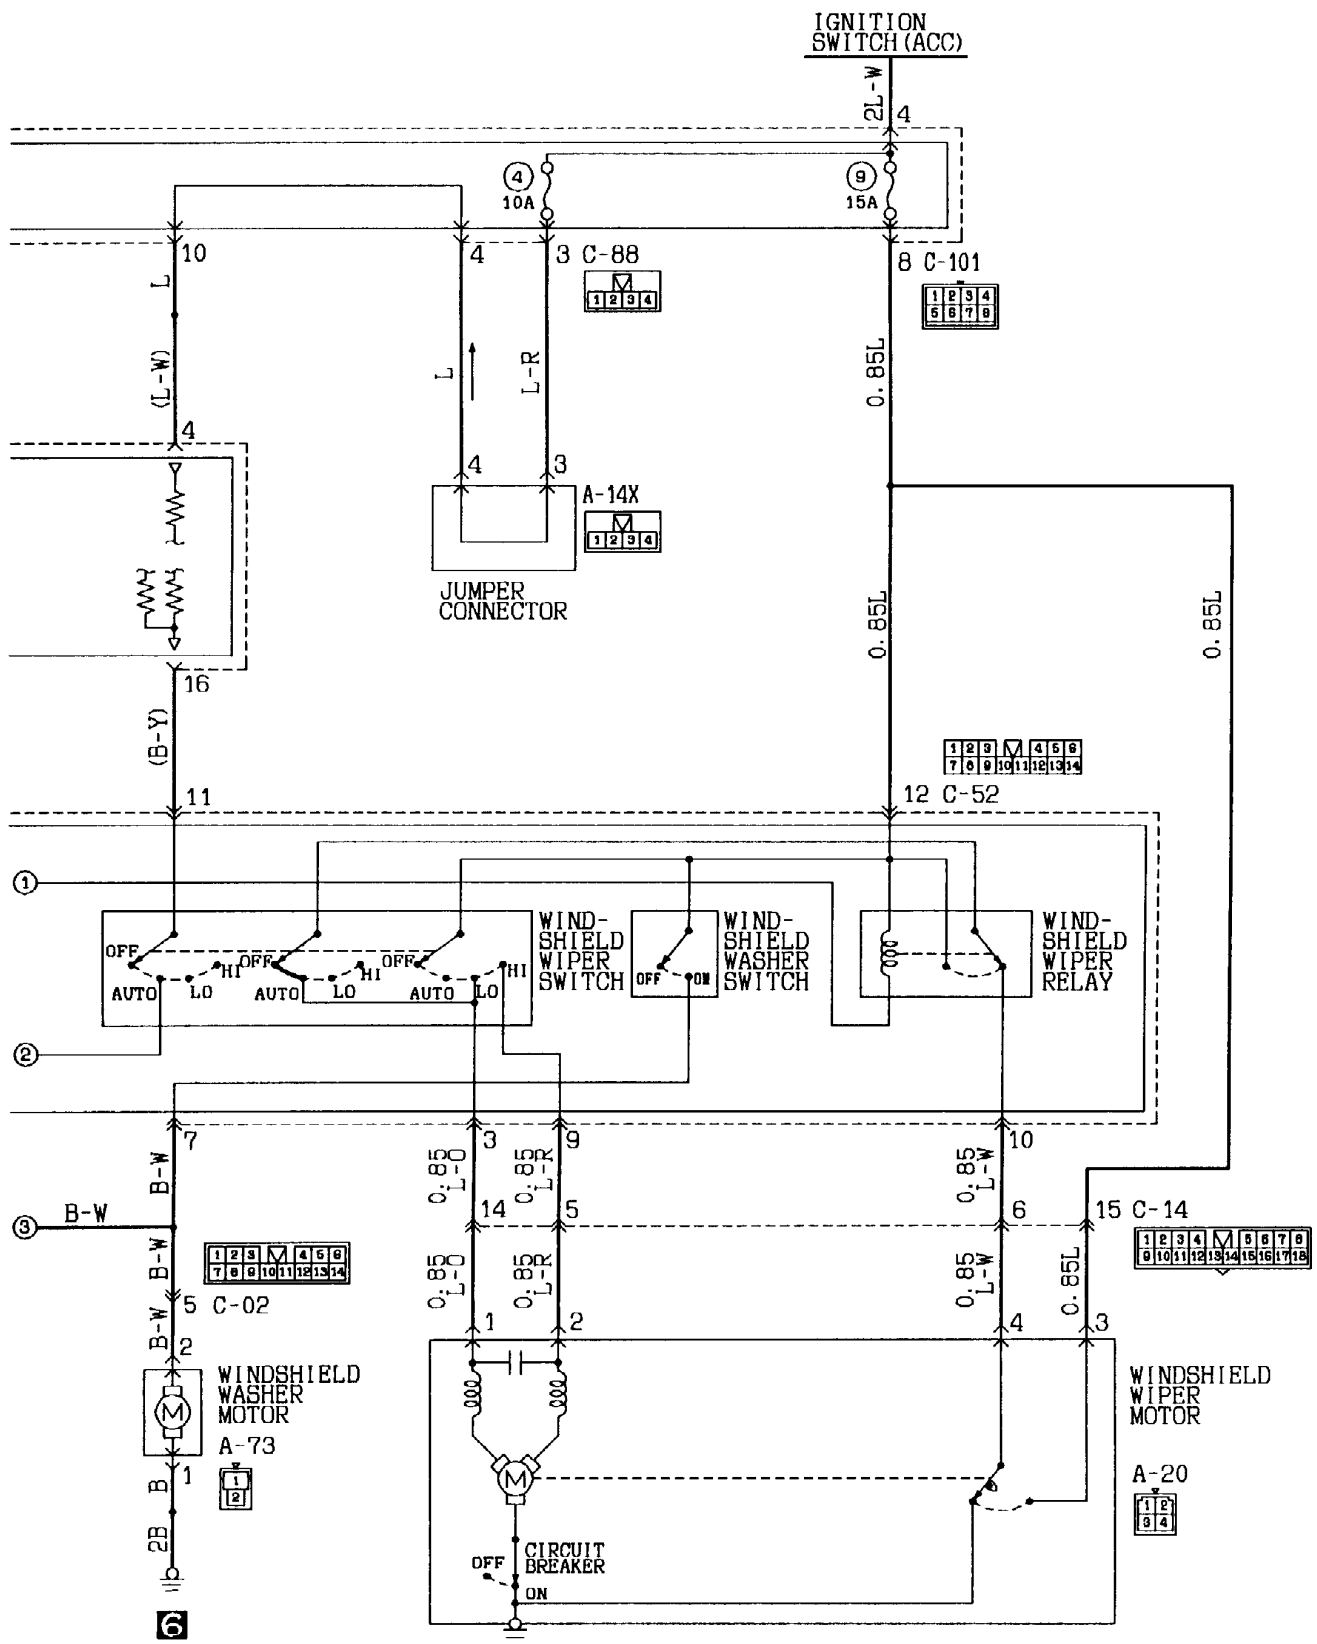 IGNITION
SWITCH(ACC)
2L-W
4
4
10A
9
15A
10
4
3 C-88
8 C-101
1 2 3 4
1 2 3 4
5 6 7 8
L
(L-W)
L
L-R
0.85L
4
4
3
A-14X
1 2 3 4
JUMPER
CONNECTOR
0.85L
0.85L
16
(B-Y)
1 2 3 4 5 6
7 8 9 10 11 12 13 14
11
12 C-52
1
OFF
AUTO
LO
HI
OFF
AUTO
LO
HI
OFF
AUTO
LO
HI
WIND-
SHIELD
WIPER
SWITCH
OFF
ON
WIND-
SHIELD
WASHER
SWITCH
WIND-
SHIELD
WIPER
RELAY
2
7
3
9
10
B-W
0.85
L-O
0.85
L-R
0.85
L-W
3
B-W
14
5
6
15 C-14
1 2 3 4 5 6 7 8
9 10 11 12 13 14 15 16 17 18
B-W
1 2 3 4 5 6
7 8 9 10 11 12 13 14
0.85
L-O
0.85
L-R
0.85
L-W
0.85L
5 C-02
B-W
2
1
2
4
3
WINDSHIELD
WASHER
MOTOR
M
A-73
1
2
WINDSHIELD
WIPER
MOTOR
M
A-20
1 2
3 4
1
B
2B
CIRCUIT
BREAKER
OFF
ON
6